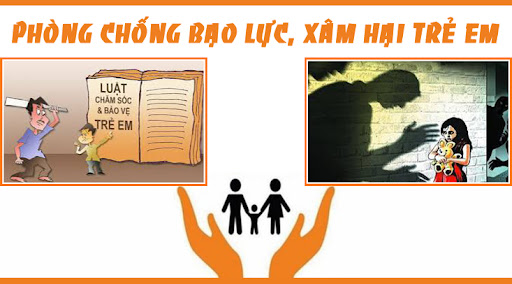 PHÒNG CHỐNG BẠO LỰC, XÂM HẠI TRẺ EM
LUẬT
CHĂM SÓC
& BẢO VỆ
TRẺ EM